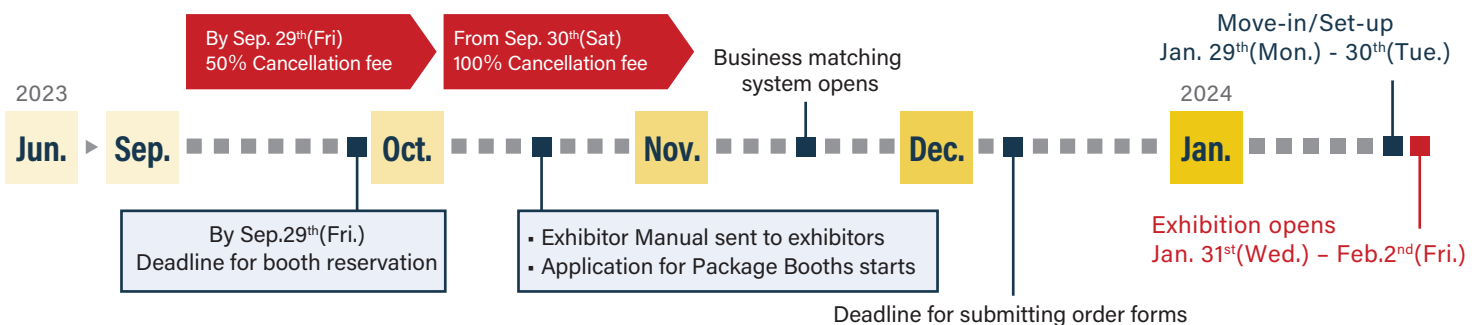 By Sep. 29th(Fri)
50% Cancellation fee
From Sep. 30th(Sat)
100% Cancellation fee
Business matching
system opens
Move-in/Set-up
Jan. 29th(Mon.) - 30th(Tue.)
2023
2024
Jun.
Sep.
Oct.
Nov.
Dec.
Jan.
By Sep.29th(Fri.)
Deadline for booth reservation
▪ Exhibitor Manual sent to exhibitors
▪ Application for Package Booths starts
Exhibition opens
Jan. 31st(Wed.) – Feb.2nd(Fri.)
Deadline for submitting order forms